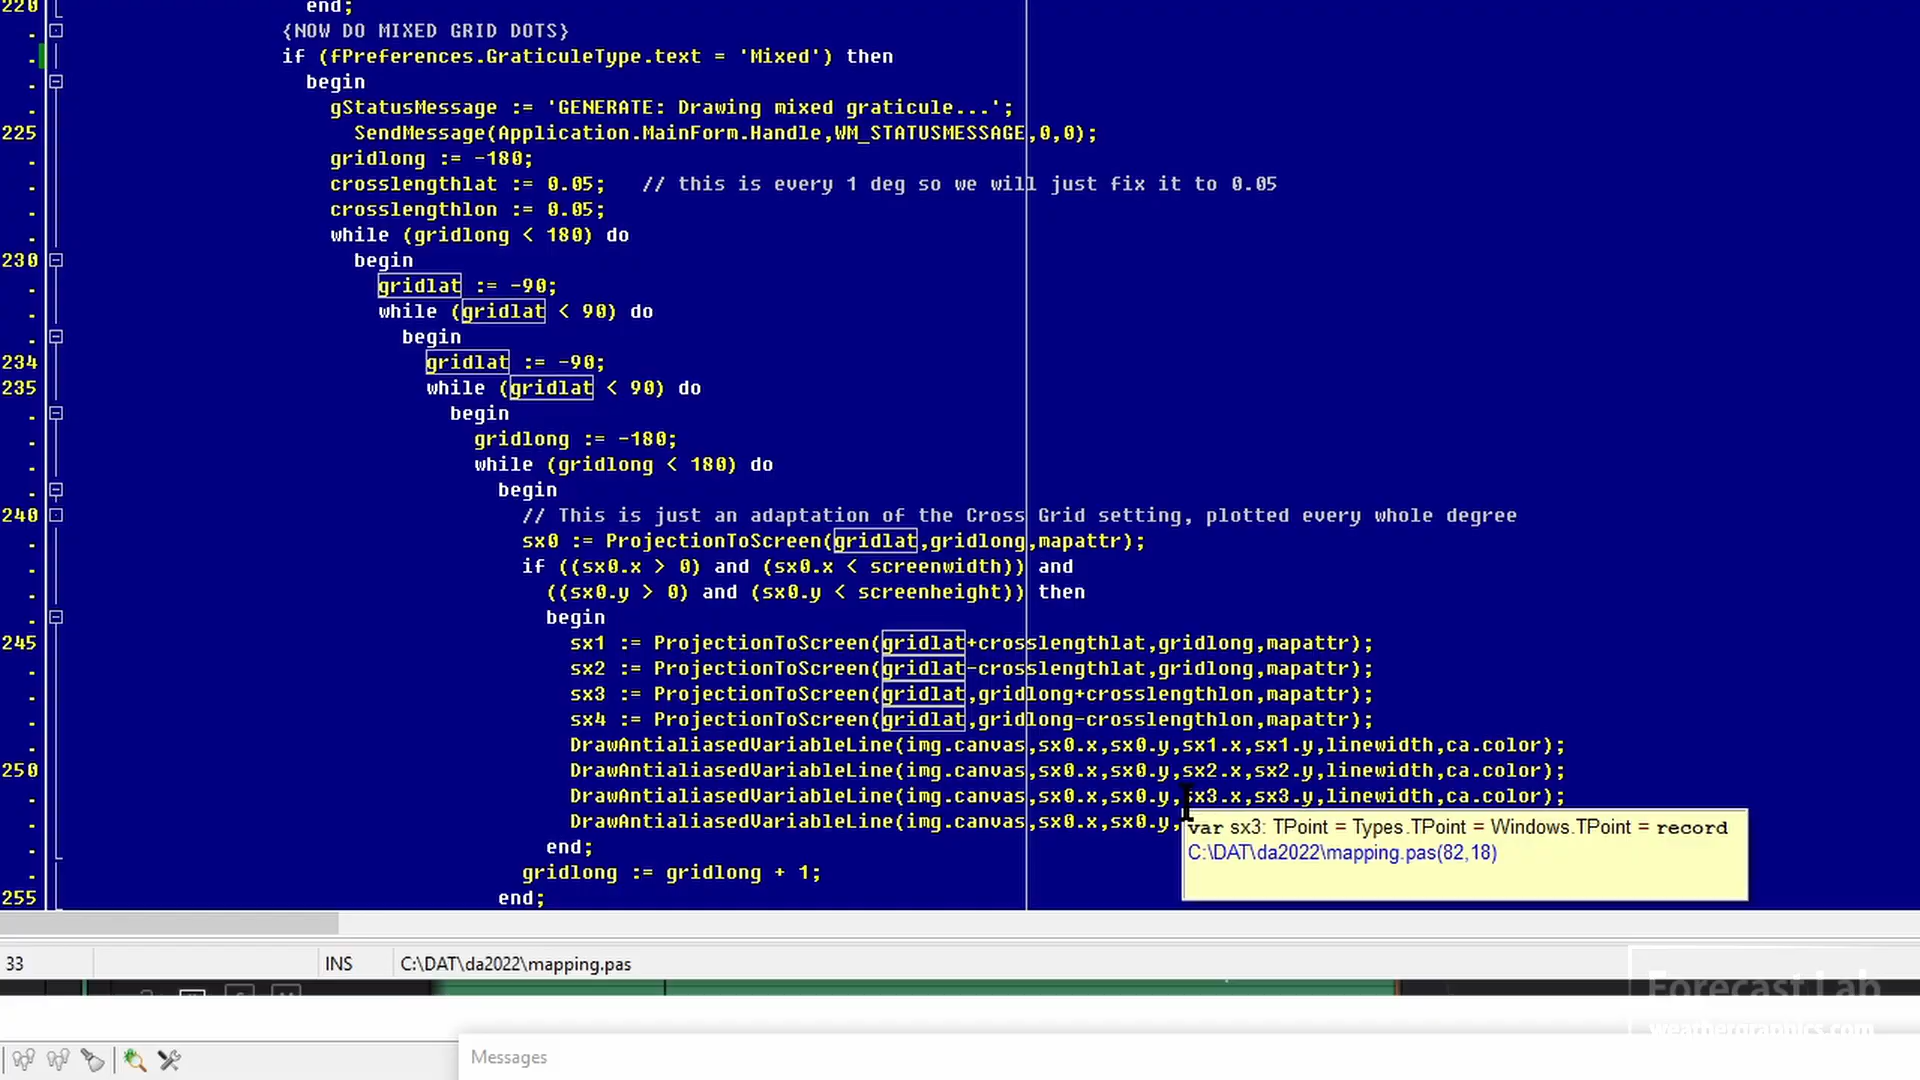 220 end;
{NOW DO MIXED GRID DOTS}
if (fPreferences.GraticuleType.text = 'Mixed') then
begin
gStatusMessage := 'GENERATE: Drawing mixed graticule...';
225 SendMessage(Application.MainForm.Handle,WM_STATUSMESSAGE,0,0);
gridlong := -180;
crosslengthlat := 0.05; // this is every 1 deg so we will just fix it to 0.05
crosslengthlon := 0.05;
while (gridlong < 180) do
230 begin
gridlat := -90;
while (gridlat < 90) do
begin
234 gridlat := -90;
235 while (gridlat < 90) do
begin
gridlong := -180;
while (gridlong < 180) do
begin
240 // This is just an adaptation of the Cross Grid setting, plotted every whole degree
sx0 := ProjectionToScreen(gridlat,gridlong,mapattr);
if ((sx0.x > 0) and (sx0.x < screenwidth)) and
((sx0.y > 0) and (sx0.y < screenheight)) then
begin
245 sx1 := ProjectionToScreen(gridlat+crosslengthlat,gridlong,mapattr);
sx2 := ProjectionToScreen(gridlat-crosslengthlat,gridlong,mapattr);
sx3 := ProjectionToScreen(gridlat,gridlong+crosslengthlon,mapattr);
sx4 := ProjectionToScreen(gridlat,gridlong-crosslengthlon,mapattr);
DrawAntialiasedVariableLine(img.canvas,sx0.x,sx0.y,sx1.x,sx1.y,linewidth,ca.color);
250 DrawAntialiasedVariableLine(img.canvas,sx0.x,sx0.y,sx2.x,sx2.y,linewidth,ca.color);
DrawAntialiasedVariableLine(img.canvas,sx0.x,sx0.y,sx3.x,sx3.y,linewidth,ca.color);
DrawAntialiasedVariableLine(img.canvas,sx0.x,sx0.y,
var sx3: TPoint = Types.TPoint = Windows.TPoint = record
C:\DAT\da2022\mapping.pas(82,18)
end;
gridlong := gridlong + 1;
255 end;
33 INS C:\DAT\da2022\mapping.pas
Forecast Lab
weathergraphics.com
Messages